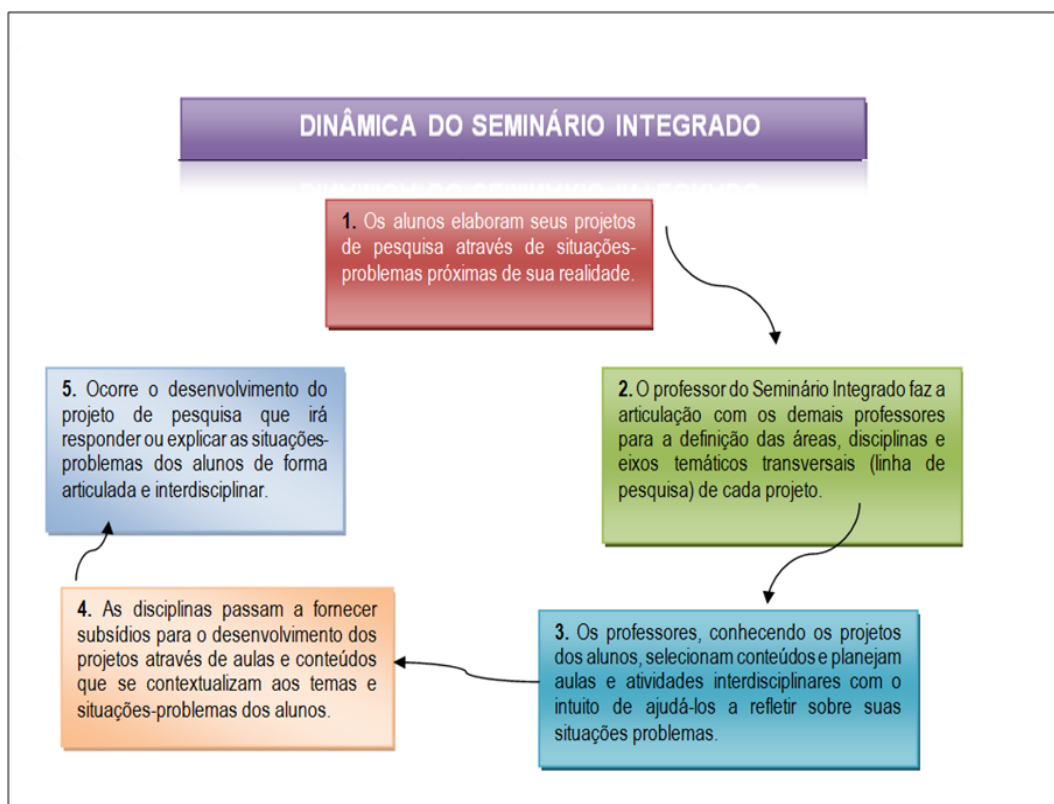 DINÂMICA DO SEMINÁRIO INTEGRADO
1. Os alunos elaboram seus projetos
de pesquisa através de situações-
problemas próximas de sua realidade.
5. Ocorre o desenvolvimento do
projeto de pesquisa que irá
responder ou explicar as situações-
problemas dos alunos de forma
articulada e interdisciplinar.
2. O professor do Seminário Integrado faz a
articulação com os demais professores
para a definição das áreas, disciplinas e
eixos temáticos transversais (linha de
pesquisa) de cada projeto.
4. As disciplinas passam a fornecer
subsídios para o desenvolvimento dos
projetos através de aulas e conteúdos
que se contextualizam aos temas e
situações-problemas dos alunos.
3. Os professores, conhecendo os projetos
dos alunos, selecionam conteúdos e planejam
aulas e atividades interdisciplinares com o
intuito de ajudá-los a refletir sobre suas
situações problemas.